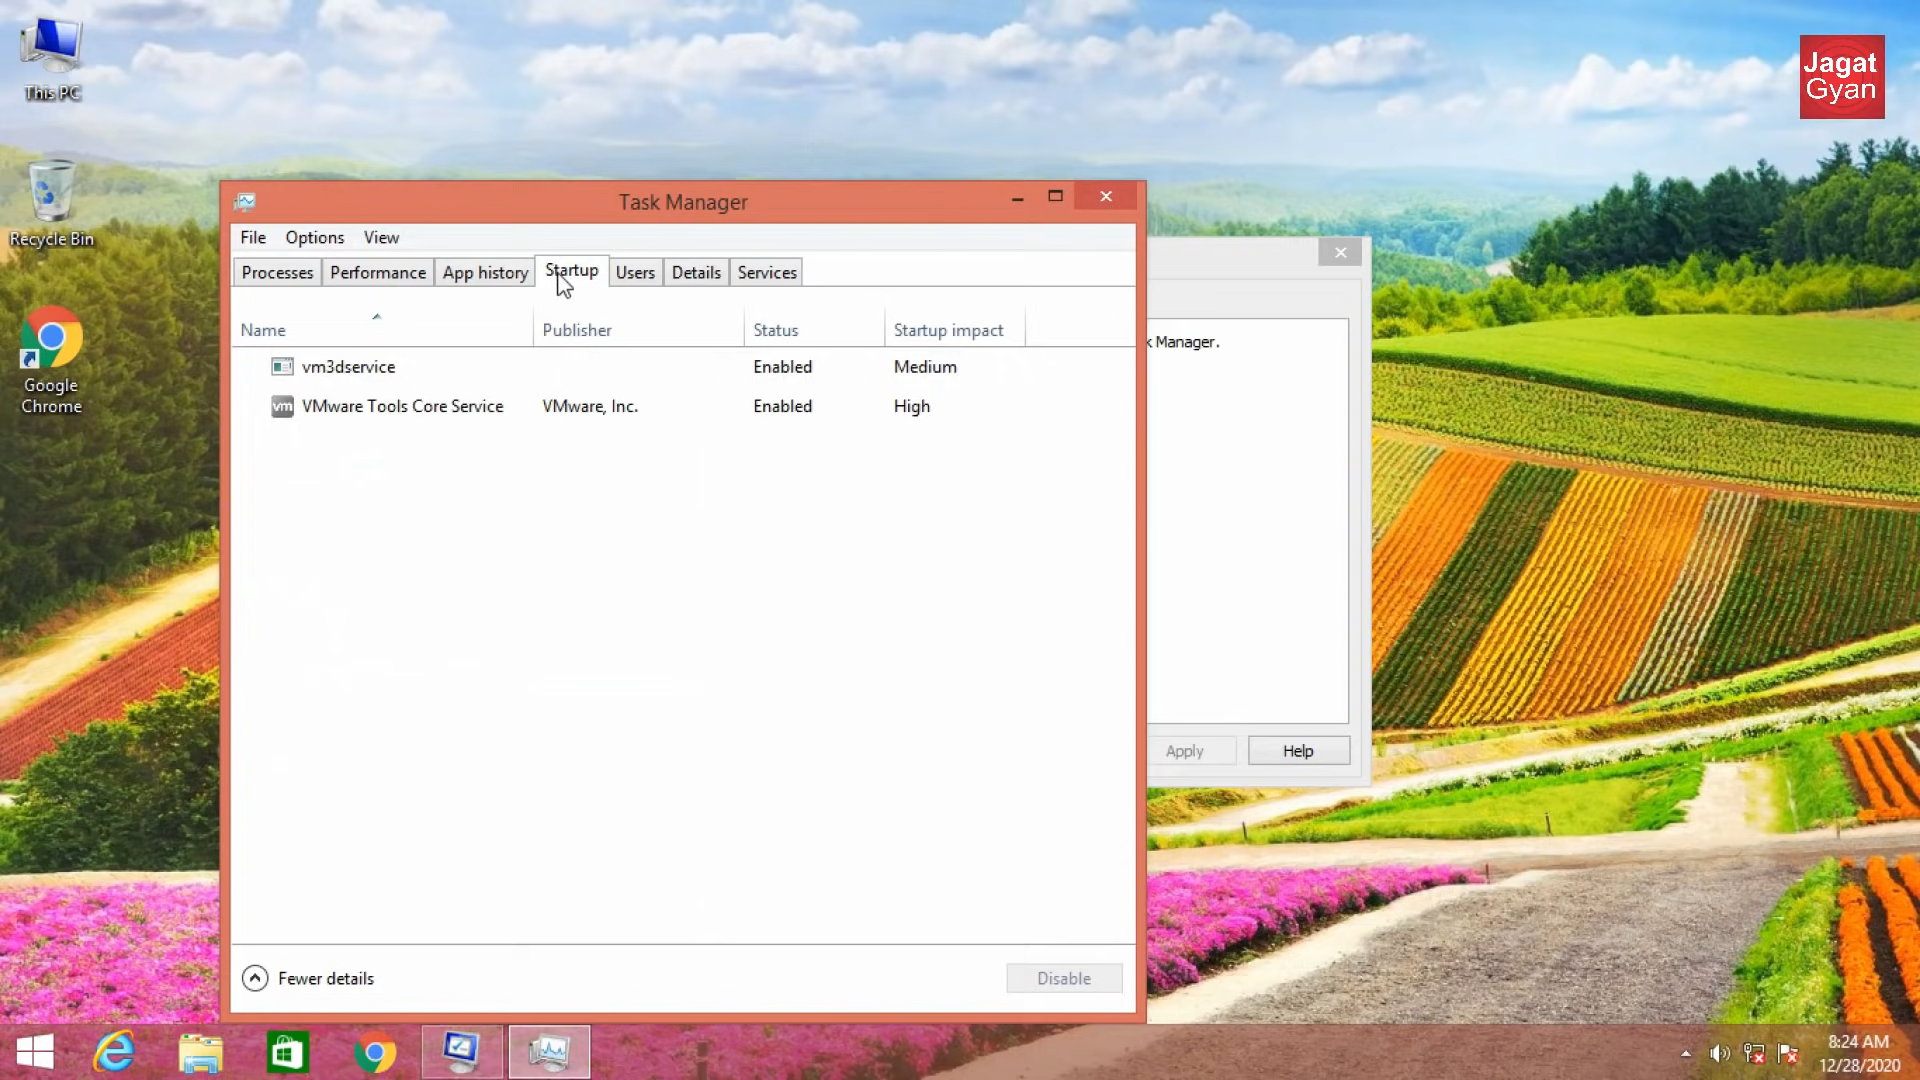 This PC
Jagat
Gyan
Recycle Bin
Google
Chrome
Task Manager
File Options View
Processes Performance App history Startup Users Details Services
Name Publisher Status Startup impact
vm3dservice Enabled Medium
vm VMware Tools Core Service VMware, Inc. Enabled High
k Manager.
Apply Help
Fewer details Disable
8:24 AM
12/28/2020